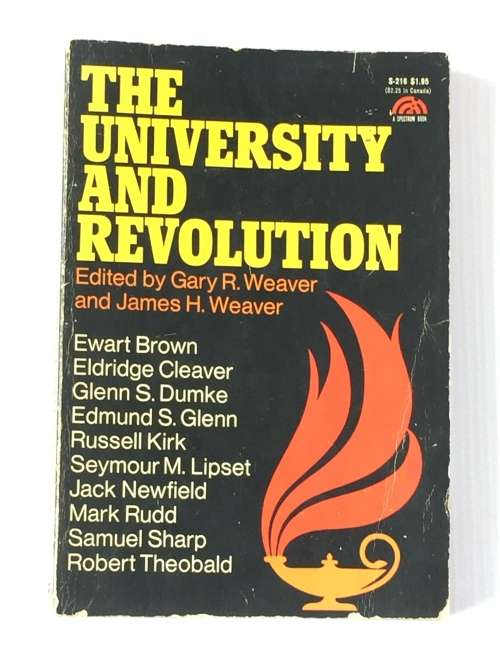 S-216 $1.95
($2.25 in Canada)
A SPECTRUM BOOK
THE
UNIVERSITY
AND
REVOLUTION
Edited by Gary R. Weaver
and James H. Weaver
Ewart Brown
Eldridge Cleaver
Glenn S. Dumke
Edmund S. Glenn
Russell Kirk
Seymour M. Lipset
Jack Newfield
Mark Rudd
Samuel Sharp
Robert Theobald